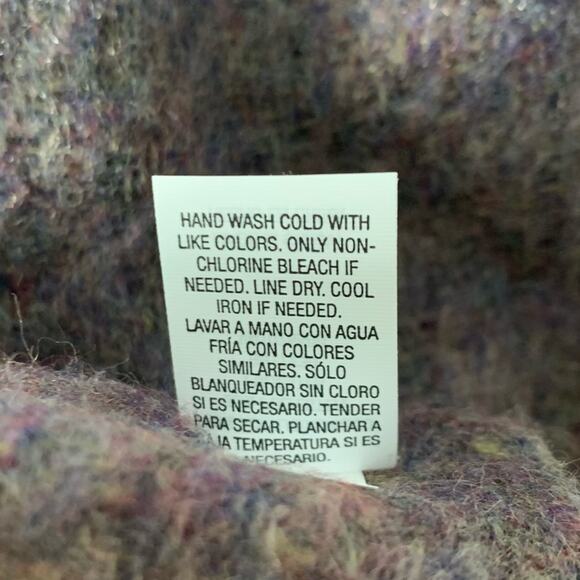 HAND WASH COLD WITH
LIKE COLORS. ONLY NON-
CHLORINE BLEACH IF
NEEDED. LINE DRY. COOL
IRON IF NEEDED.
LAVAR A MANO CON AGUA
FRÍA CON COLORES
SIMILARES. SÓLO
BLANQUEADOR SIN CLORO
SI ES NECESARIO. TENDER
PARA SECAR. PLANCHAR A
TEMPERATURA SI ES
NECESARIO.